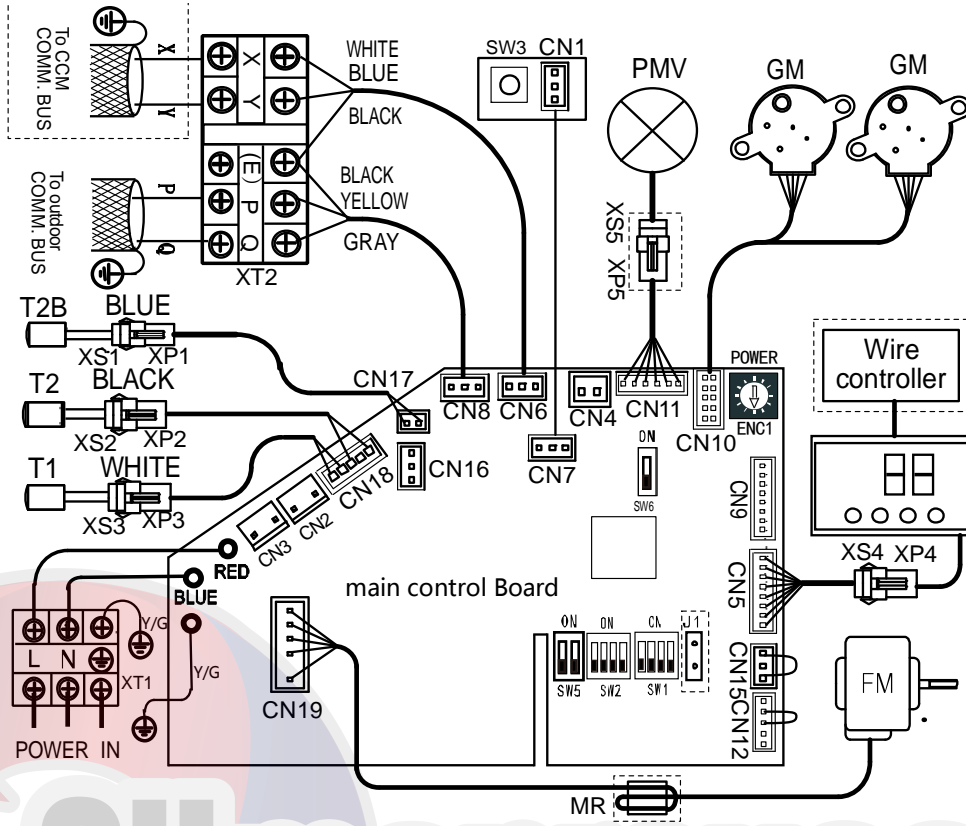 To CCM
COMM. BUS
X
Y
To outdoor
COMM. BUS
P
Q
X
Y
(E)
P
Q
XT2
WHITE
BLUE
BLACK
BLACK
YELLOW
GRAY
SW3 CN1
PMV
GM
GM
XS5 XP5
T2B
BLUE
XS1 XP1
T2
BLACK
XS2 XP2
T1
WHITE
XS3 XP3
CN17
CN8
CN6
CN4
CN11
CN10
POWER
ENC1
Wire
controller
CN16
CN18
CN7
ON
SW6
CN9
CN2
CN3
RED
BLUE
main control Board
CN5
XS4 XP4
Y/G
L N
XT1
Y/G
POWER IN
CN19
ON
SW5
ON
SW2
ON
SW1
J1
CN15
CN12
FM
MR